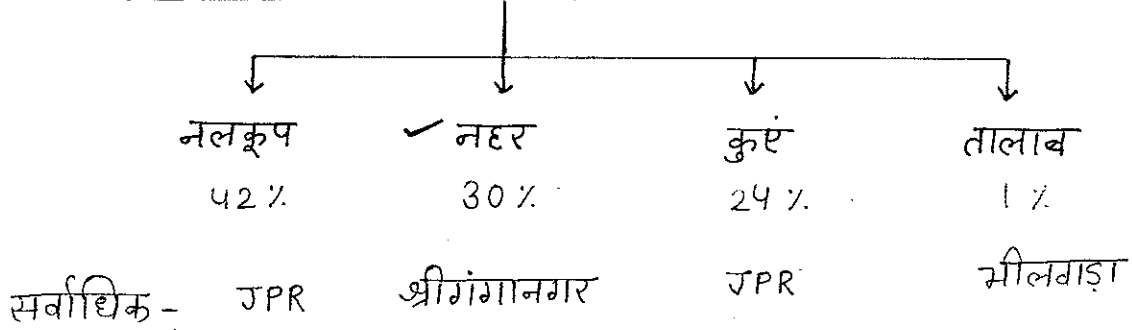 नलकूप ✓ नहर कुएं तालाब
42 % 30 % 24 % 1 %
सर्वाधिक - JPR श्रीगंगानगर JPR भीलवाड़ा